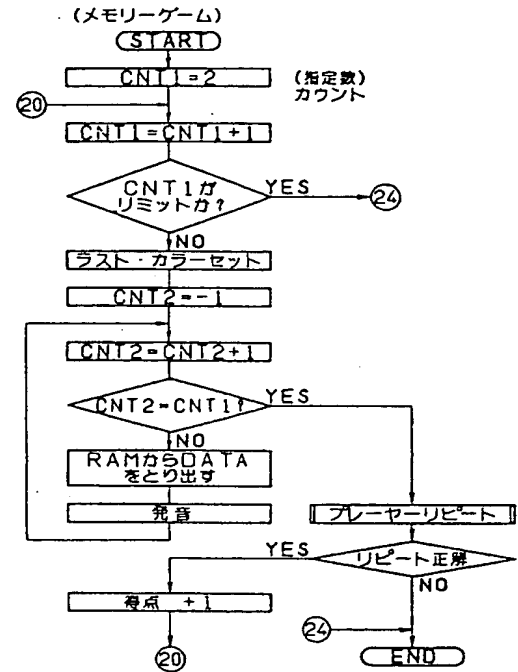 (メモリーゲーム)
START
CNT1=2
(指定数)
カウント
20
CNT1=CNT1+1
CNT1が
リミットか?
YES
24
NO
ラスト・カラーセット
CNT2=-1
CNT2=CNT2+1
CNT2=CNT1?
YES
NO
RAMからDATA
をとり出す
発音
プレーヤーリピート
リピート正解
YES
NO
得点 +1
24
20
END